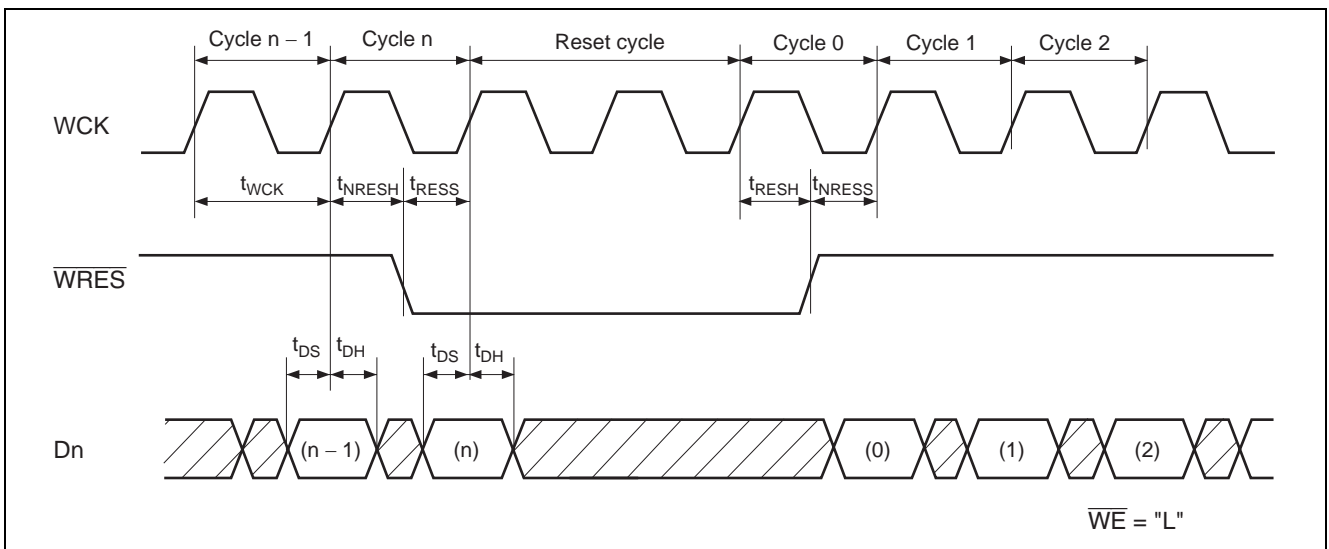 Cycle n – 1 Cycle n Reset cycle Cycle 0 Cycle 1 Cycle 2
WCK
tWCK tNRESH tRESS tRESH tNRESS
WRES
tDS tDH tDS tDH
Dn (n – 1) (n) (0) (1) (2)
WE = "L"